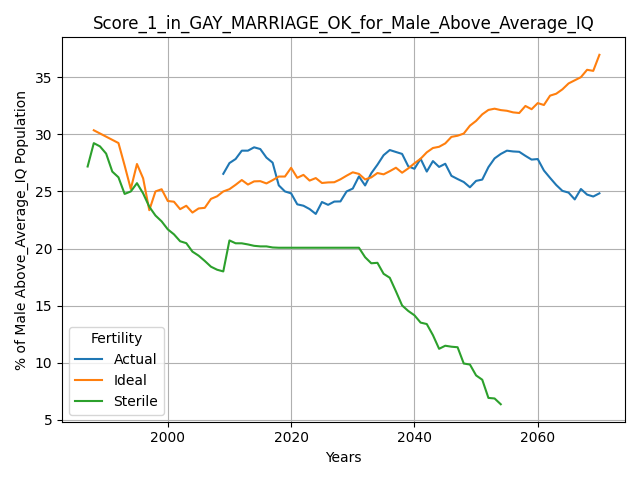 Score_1_in_GAY_MARRIAGE_OK_for_Male_Above_Average_IQ
% of Male Above_Average_IQ Population
35
30
25
20
15
10
5
Fertility
Actual
Ideal
Sterile
2000 2020 2040 2060
Years